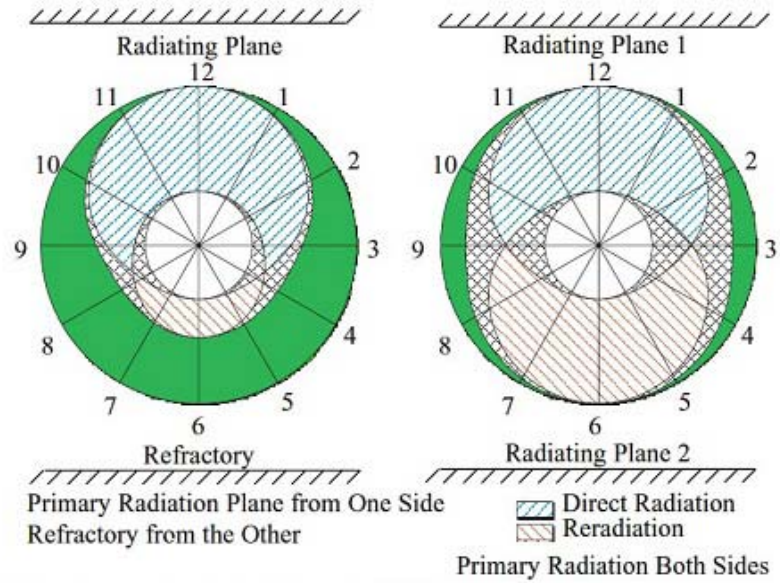 Radiating Plane
12
11
1
10
2
9
3
8
4
7
5
6
Refractory
Primary Radiation Plane from One Side
Refractory from the Other
Radiating Plane 1
12
11
1
10
2
9
3
8
4
7
5
6
Radiating Plane 2
Direct Radiation
Reradiation
Primary Radiation Both Sides